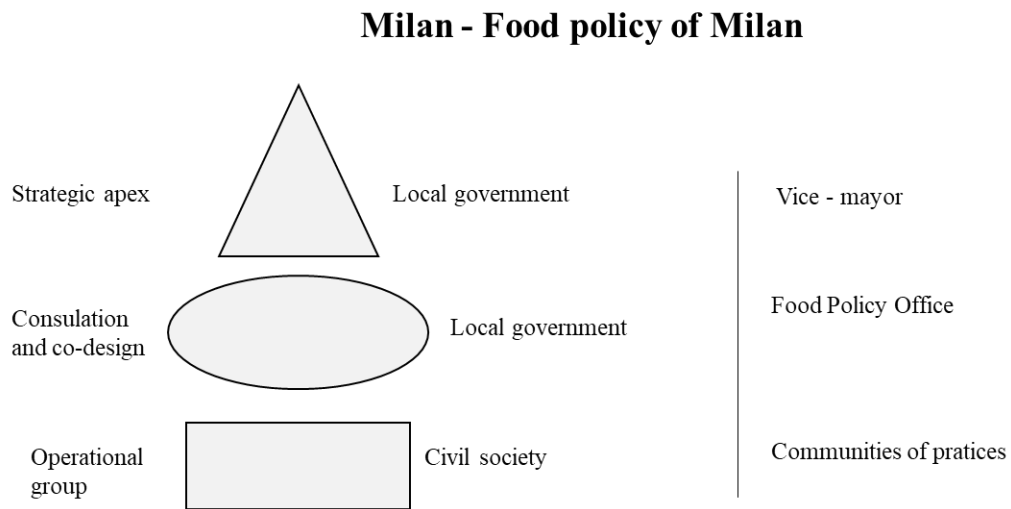 Milan - Food policy of Milan
Strategic apex
Local government
Vice - mayor
Consulation
and co-design
Local government
Food Policy Office
Operational
group
Civil society
Communities of pratices